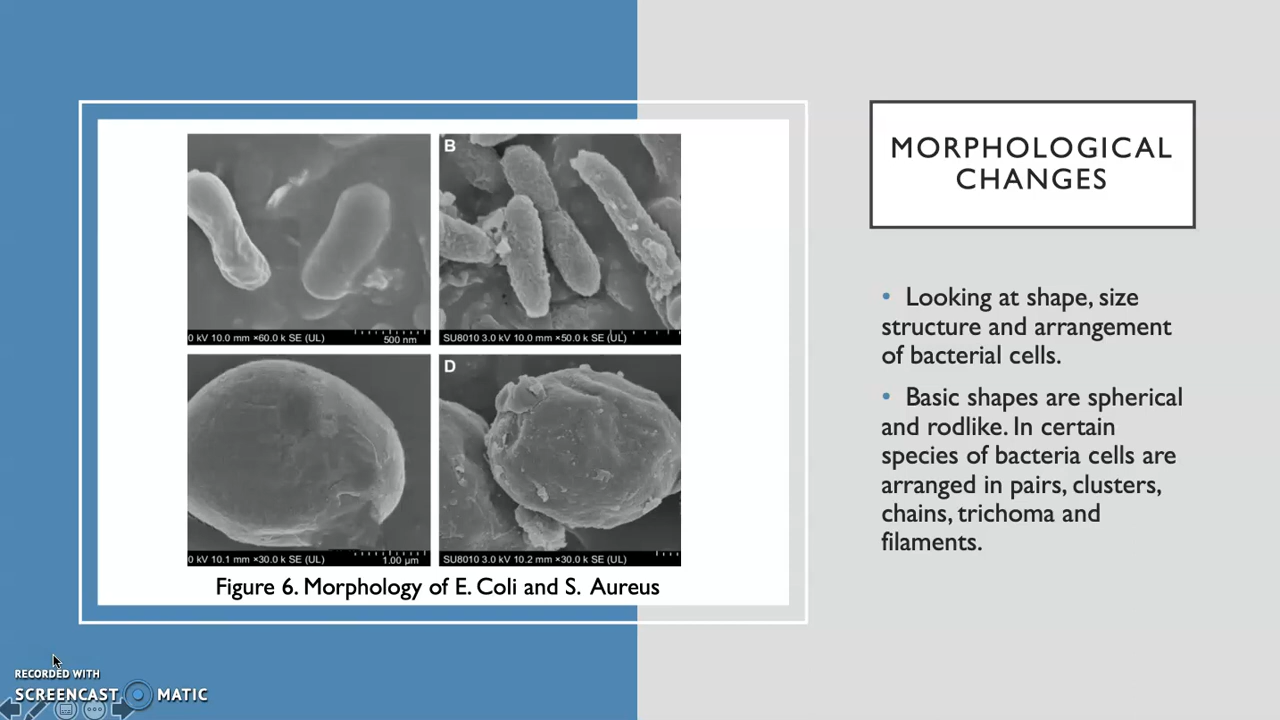 MORPHOLOGICAL
CHANGES
B
0 kV 10.0 mm ×60.0 k SE (UL)
500 nm
SU8010 3.0 kV 10.0 mm ×50.0 k SE(UL)
D
0 kV 10.1 mm ×30.0 k SE (UL)
1.00 μm
SU8010 3.0 kV 10.2 mm ×30.0 k SE (UL)
Figure 6. Morphology of E. Coli and S. Aureus
• Looking at shape, size
structure and arrangement
of bacterial cells.
• Basic shapes are spherical
and rodlike. In certain
species of bacteria cells are
arranged in pairs, clusters,
chains, trichoma and
filaments.
RECORDED WITH
SCREENCAST MATIC